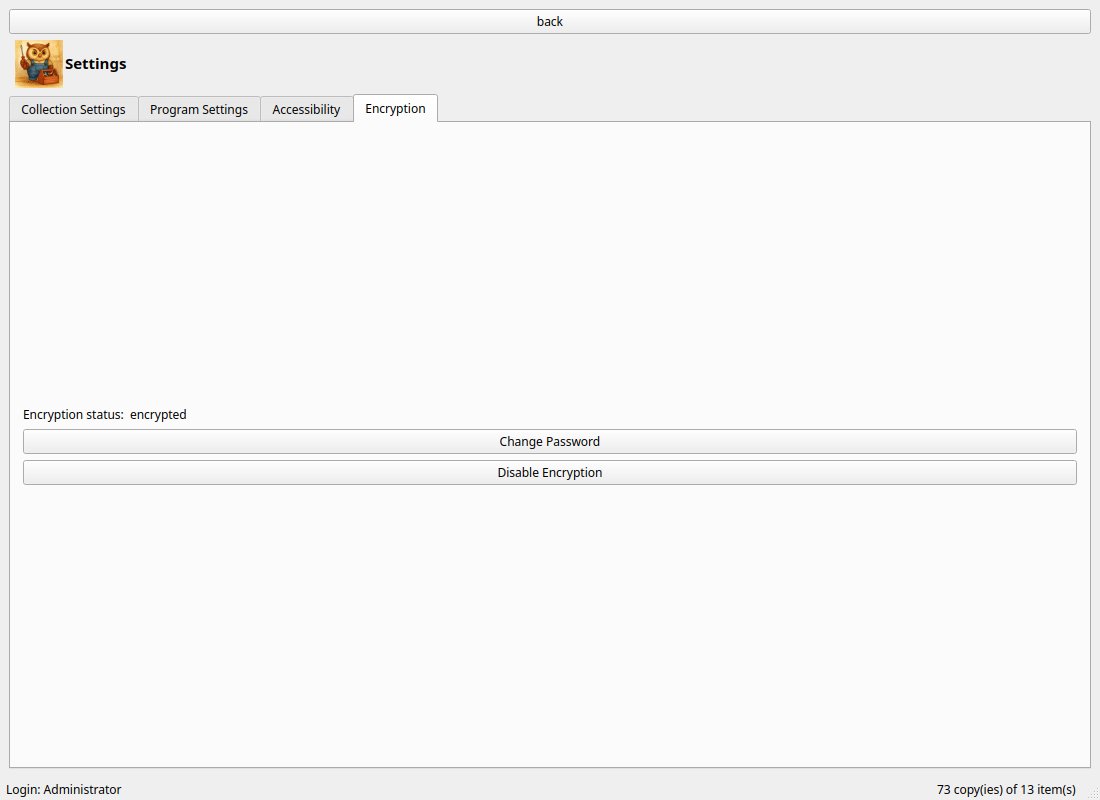 back
Settings
Collection Settings Program Settings Accessibility Encryption
Encryption status: encrypted
Change Password
Disable Encryption
Login: Administrator 73 copy(ies) of 13 item(s)